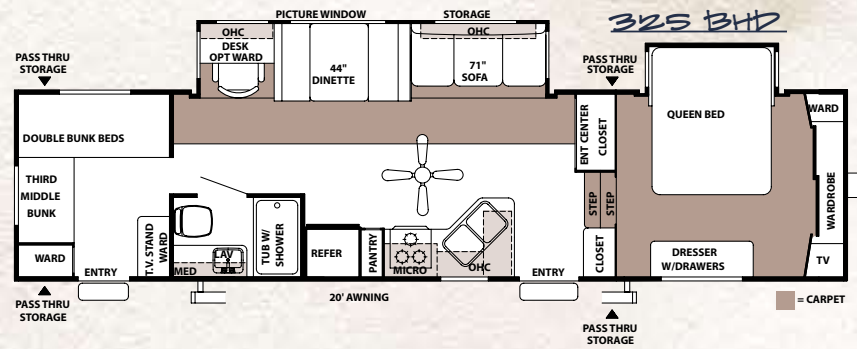 325 BHD
PICTURE WINDOW
STORAGE
PASS THRU
STORAGE
OHC
DESK
OPT WARD
44"
DINETTE
OHC
71"
SOFA
PASS THRU
STORAGE
DOUBLE BUNK BEDS
THIRD
MIDDLE
BUNK
WARD
ENTRY
T.V. STAND
WARD
MED
LAV
TUB W/
SHOWER
REFER
PANTRY
MICRO
OHC
ENTRY
ENT CENTER
CLOSET
STEP
STEP
CLOSET
QUEEN BED
DRESSER
W/DRAWERS
WARD
WARDROBE
TV
PASS THRU
STORAGE
20' AWNING
PASS THRU
STORAGE
= CARPET